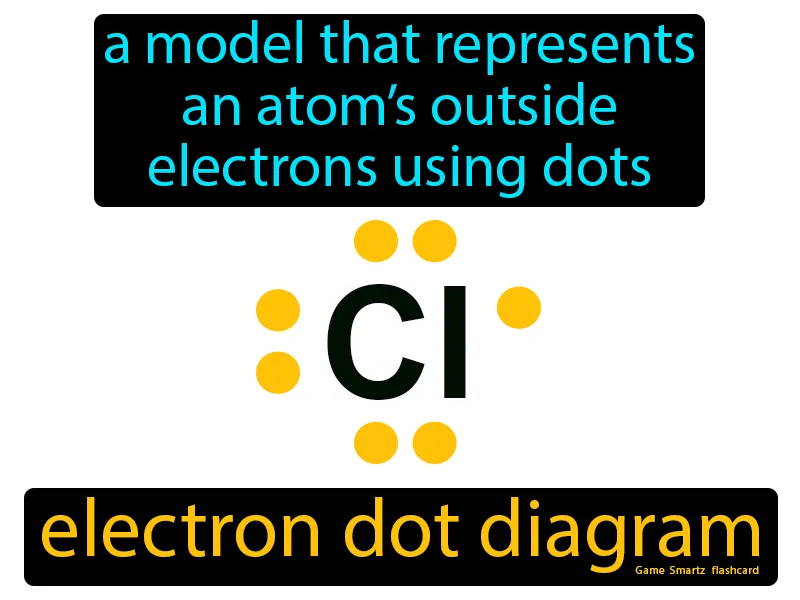 a model that represents
an atom’s outside
electrons using dots
Cl
electron dot diagram
Game Smartz flashcard